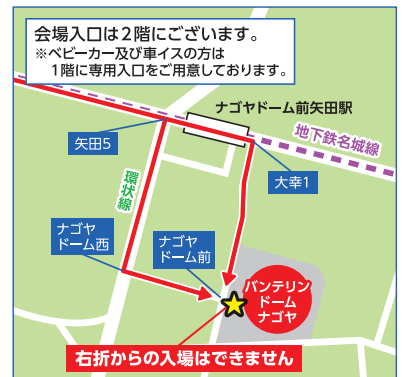 会場入口は2階にございます。
※ベビーカー及び車イスの方は
1階に専用入口をご用意しております。
ナゴヤドーム前矢田駅
地下鉄名城線
矢田5
大幸1
環状線
ナゴヤ
ドーム西
ナゴヤ
ドーム前
バンテリン
ドーム
ナゴヤ
右折からの入場はできません